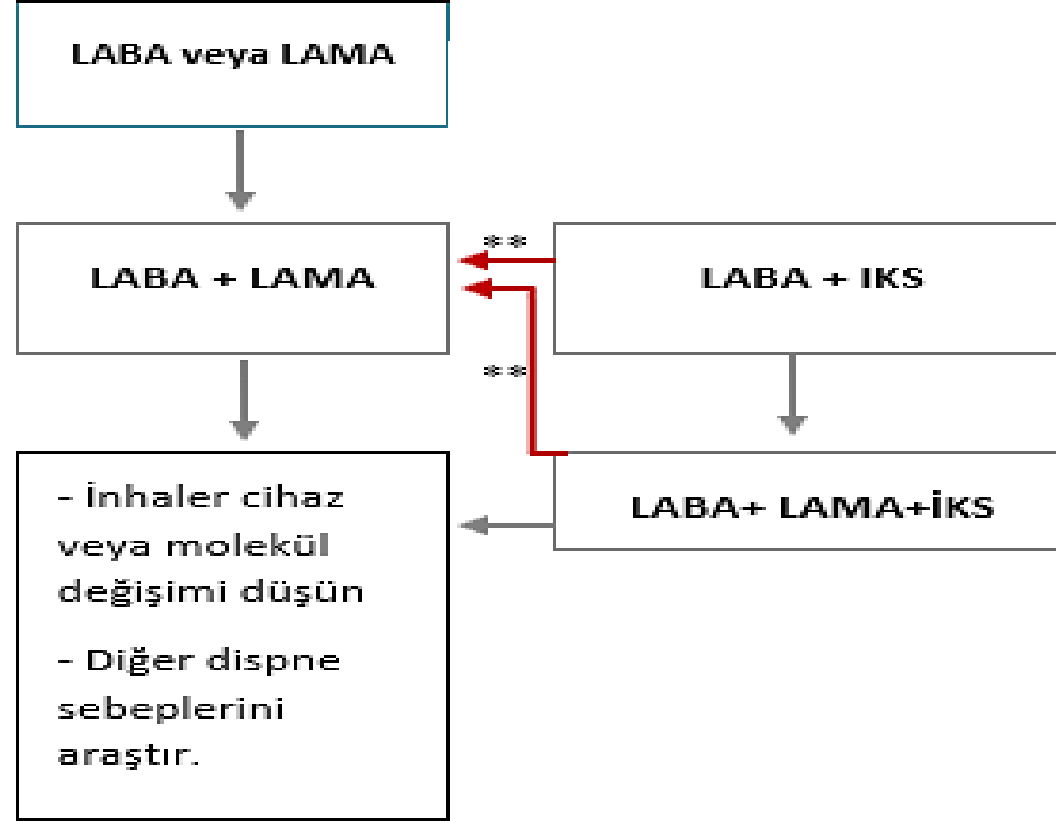 LABA veya LAMA
LABA + LAMA
**
LABA + IKS
**
LABA+ LAMA+İKS
- İnhaler cihaz
veya molekül
değişimi düşün
- Diğer dispne
sebeplerini
araştır.